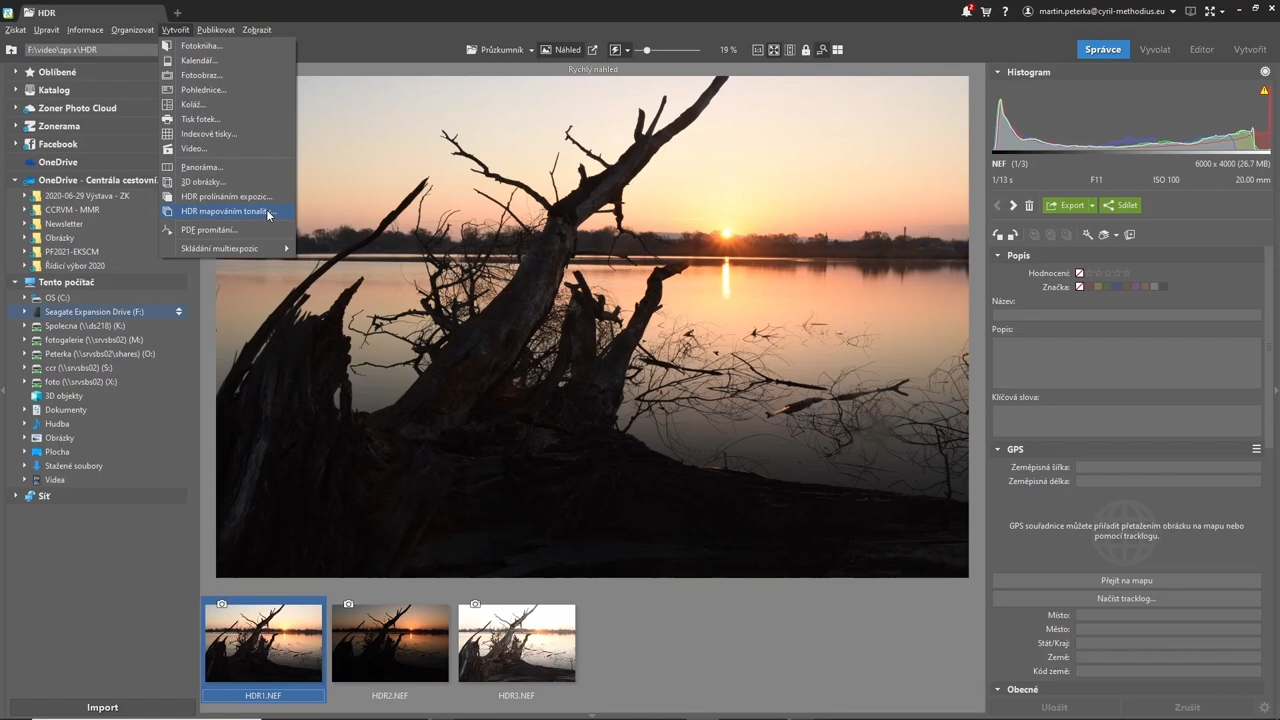 HDR
2
martin.peterka@cyril-methodius.eu
Získat
Upravit
Informace
Organizovat
Vytvořit
Publikovat
Zobrazit
F:\video\zps x\HDR
Průzkumník
Náhled
19 %
Správce
Vyvolat
Editor
Vytvořit
Rychlý náhled
Fotokniha...
Kalendář...
Fotoobraz...
Pohlednice...
Koláž...
Tisk fotek...
Indexové tisky...
Video...
Panoráma...
3D obrázky...
HDR prolínáním expozic...
HDR mapováním tonality...
PDF promítání...
Skládání multiexpozic
Oblíbené
Katalog
Zoner Photo Cloud
Zonerama
Facebook
OneDrive
OneDrive - Centrála cestovní.
2020-06-29 Výstava - ZK
CCRVM - MMR
Newsletter
Obrázky
PF2021-EKSCM
Řídící výbor 2020
Tento počítač
OS (C:)
Seagate Expansion Drive (F:)
Spolecna (\\ds218) (K:)
fotogalerie (\\srvsbs02) (M:)
Peterka (\\srvsbs02\shares) (O:)
ccr (\\srvsbs02) (S:)
foto (\\srvsbs02) (X:)
3D objekty
Dokumenty
Hudba
Obrázky
Plocha
Stažené soubory
Videa
Síť
Import
HDR1.NEF
HDR2.NEF
HDR3.NEF
Histogram
NEF (1/3)
6000 x 4000 (26.9 MB)
1/13 s
F11
ISO 100
20.00 mm
Export
Sdílet
Popis
Hodnocení:
Značka:
Název:
Popis:
Klíčová slova:
GPS
Zeměpisná šířka:
Zeměpisná délka:
GPS souřadnice můžete přiřadit přetažením obrázku na mapu nebo
pomocí tracklogu.
Přejít na mapu
Načíst tracklog...
Místo:
Město:
Stát/Kraj:
Země:
Kód země:
Obecné
Uložit
Zrušit